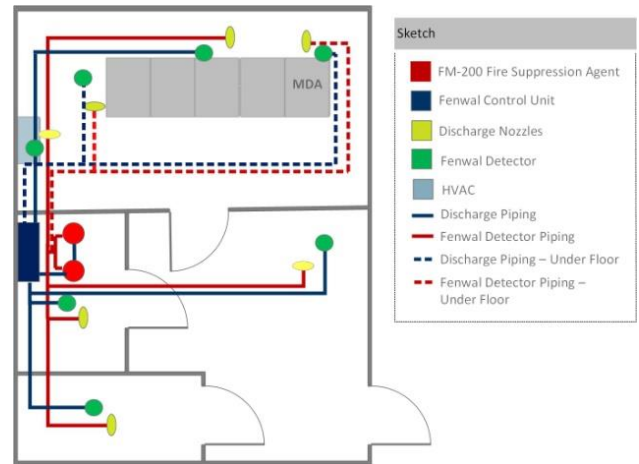 MDA
Sketch
FM-200 Fire Suppression Agent
Fenwal Control Unit
Discharge Nozzles
Fenwal Detector
HVAC
Discharge Piping
Fenwal Detector Piping
Discharge Piping – Under Floor
Fenwal Detector Piping –
Under Floor